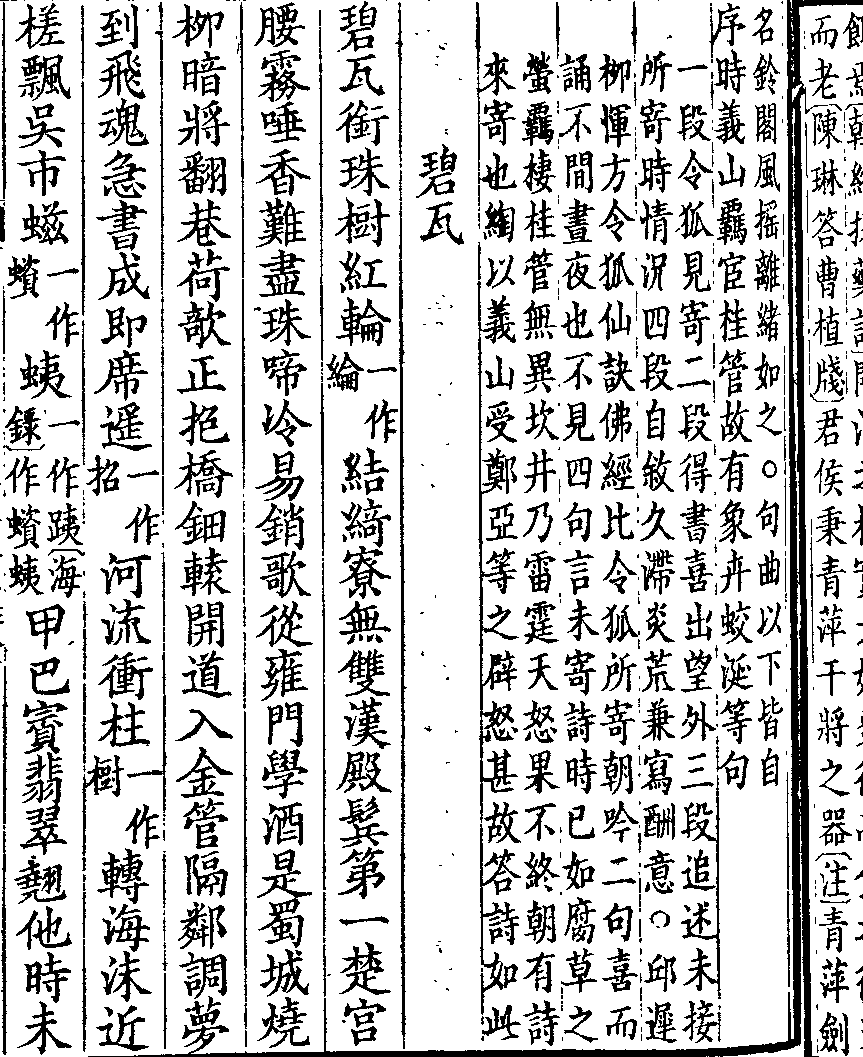 而老[陳琳答曹植牋]君侯秉青萍干將之器[注]青萍劍
名鈴閣風搖離緒如之○句曲以下皆自
序時義山羈宦桂管故有象卉蛟涎等句
一段令狐見寄二段得書喜出望外三段追述未接
所寄時情況四段自敘久滯炎荒兼寫酬意○邱遲
柳惲方令狐仙訣佛經比令狐所寄朝吟二句喜而
誦不間晝夜也不見四句言未寄詩時已如腐草之
螢羈棲桂管無異坎井乃雷霆天怒果不終朝有詩
來寄也綯以義山受鄭亞等之辟怒甚故答詩如此
碧瓦
碧瓦銜珠樹紅輪一作綸結綺寮無雙漢殿鬂第一楚宮
腰霧唾香難盡珠啼冷易銷歌從雍門學酒是蜀城燒
柳暗將翻巷荷欹正抱橋鈿轅開道入金管隔鄰調夢
到飛魂急書成即席遥一作招河流衝柱一作樹轉海沫近
槎飄吳市蠀一作蠙蛦一作䠋[海錄]作蠙蛦甲巴賨翡翠翹他時未